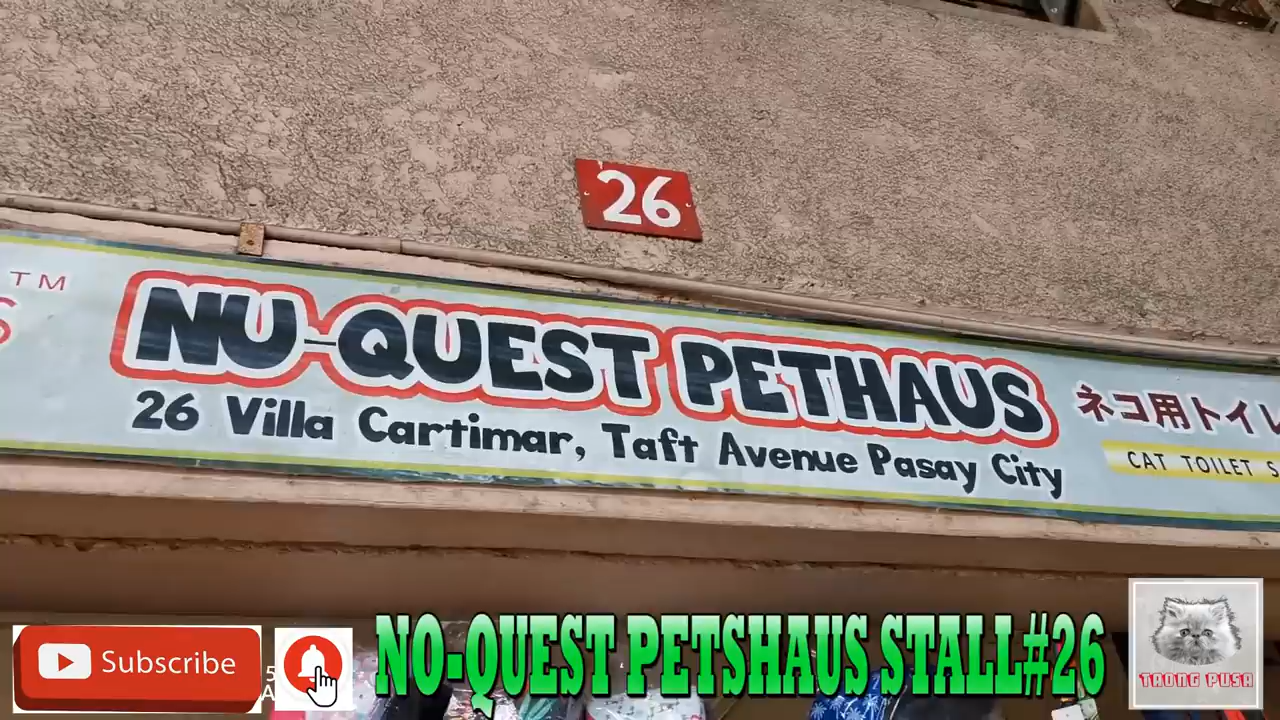 26
TM
S
NU-QUEST PETHAUS
26 Villa Cartimar, Taft Avenue Pasay City
ネコ用トイレ
CAT TOILET S
Subscribe
NO-QUEST PETSHAUS STALL#26
TAONG PUSA